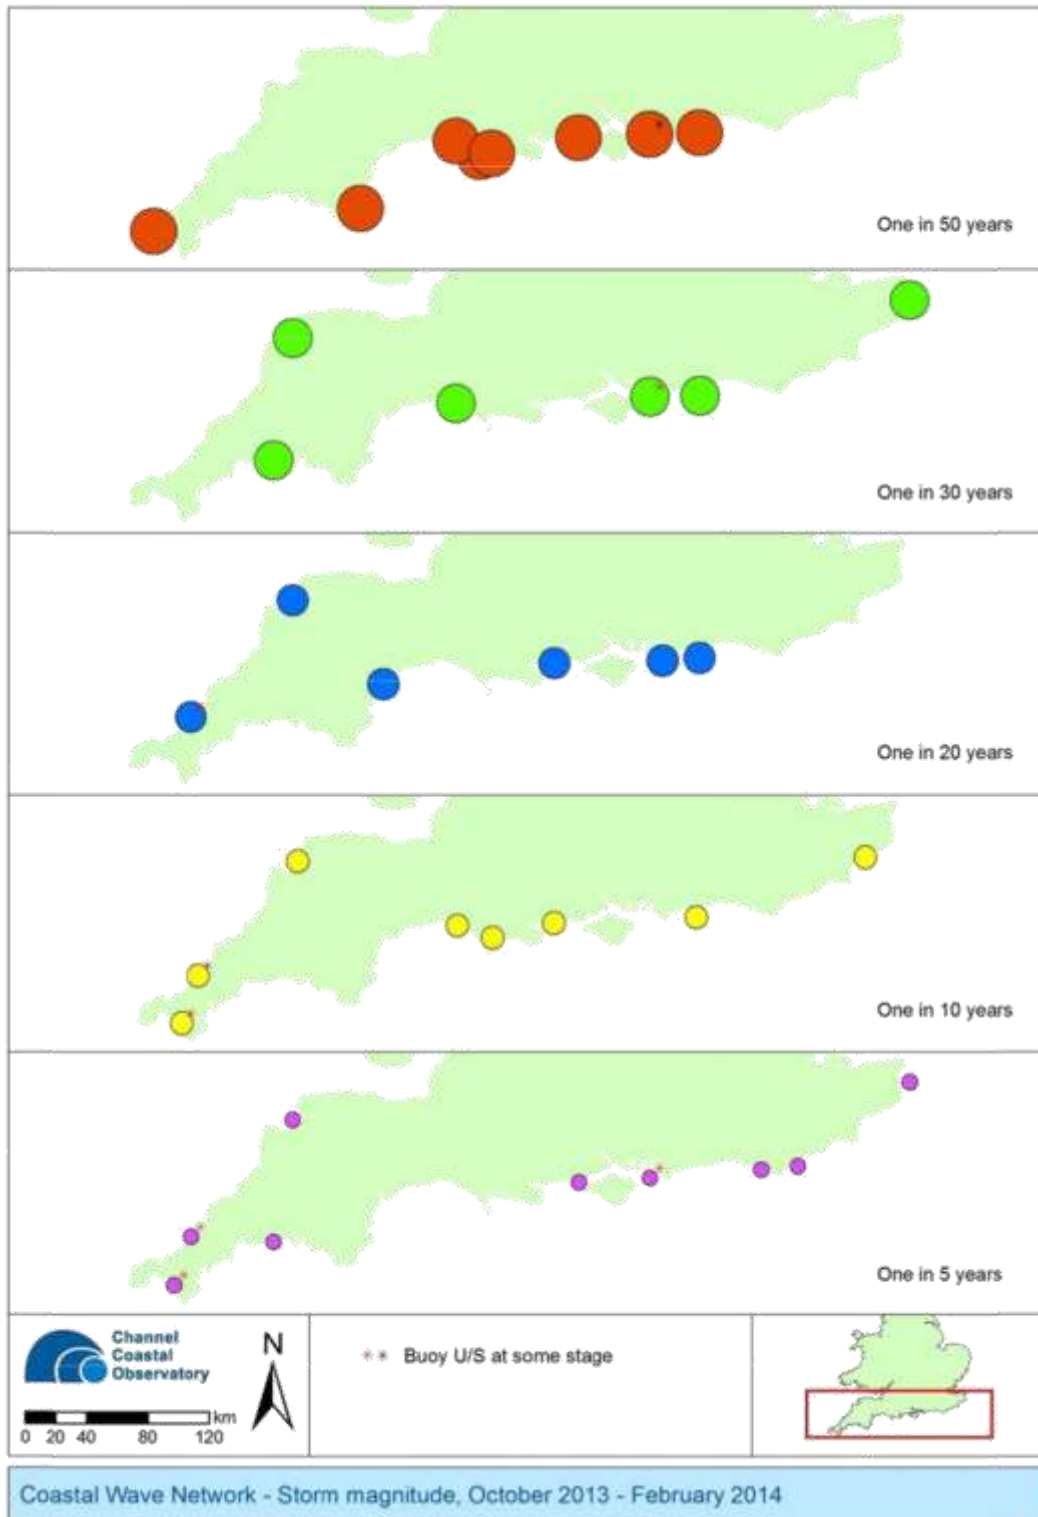 One in 50 years
One in 30 years
One in 20 years
One in 10 years
One in 5 years
Channel
Coastal
Observatory
N
km
0 20 40 80 120
** Buoy U/S at some stage
Coastal Wave Network - Storm magnitude, October 2013 - February 2014